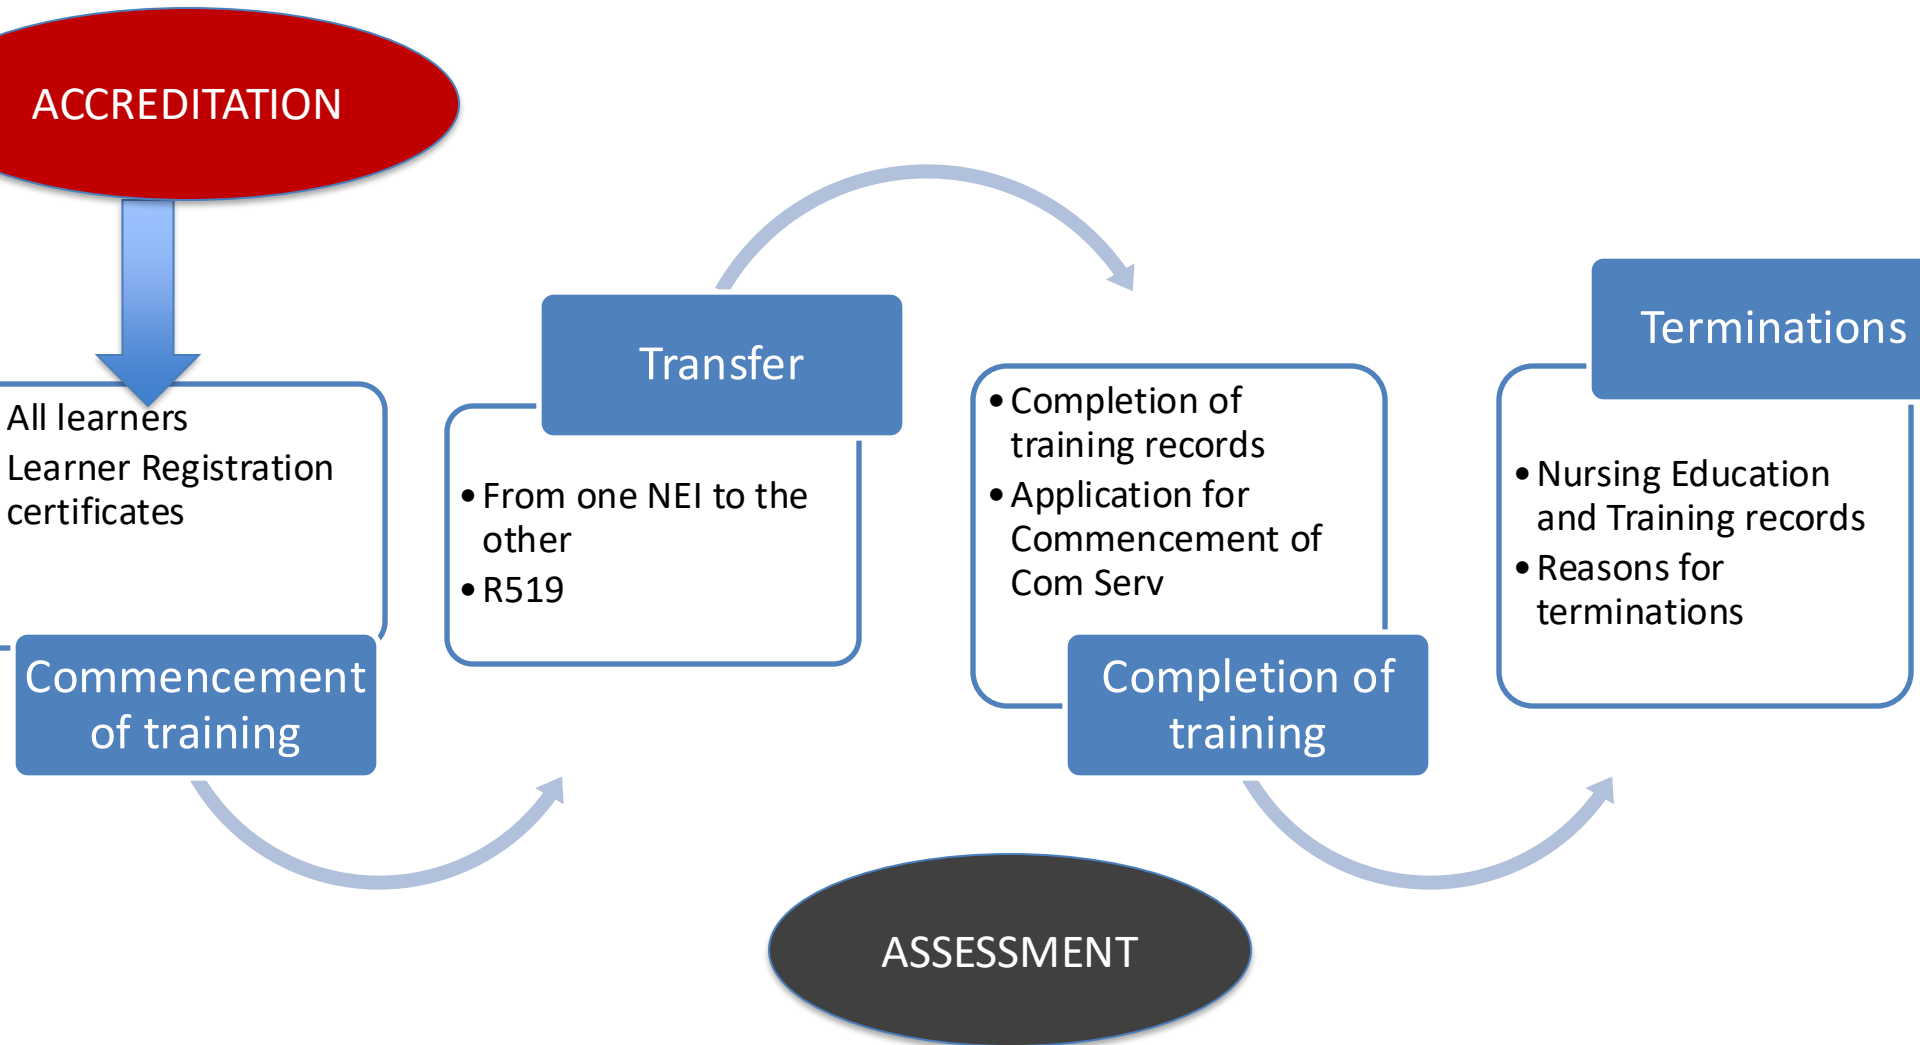 ACCREDITATION
All learners
Learner Registration
certificates
Commencement
of training
Transfer
•From one NEI to the
other
•R519
•Completion of
training records
•Application for
Commencement of
Com Serv
Completion of
training
Terminations
•Nursing Education
and Training records
•Reasons for
terminations
ASSESSMENT